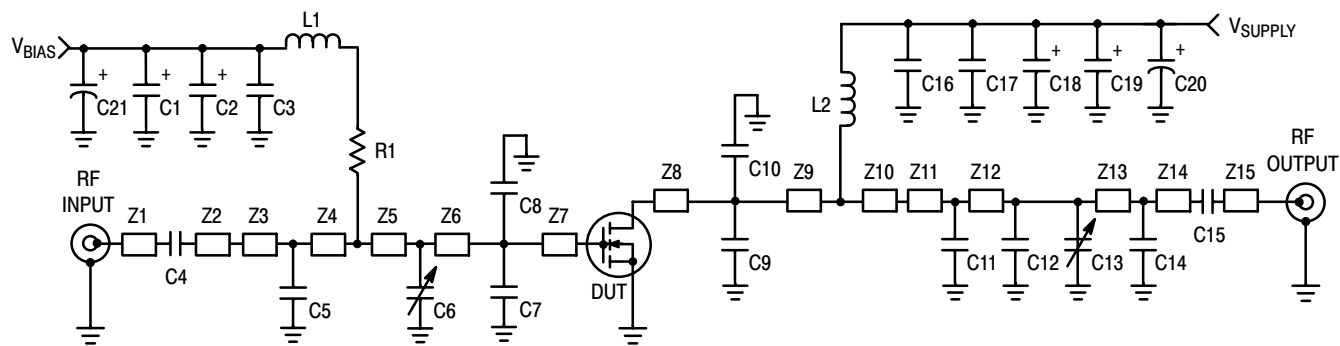 L1
V_BIAS
V_SUPPLY
+
+
+
+
+
+
C21
C1
C2
C3
C16
C17
C18
C19
C20
L2
R1
C8
C10
RF
INPUT
RF
OUTPUT
Z1
Z2
Z3
Z4
Z5
Z6
Z7
Z8
Z9
Z10
Z11
Z12
Z13
Z14
Z15
C4
C5
C6
C7
DUT
C9
C11
C12
C13
C14
C15